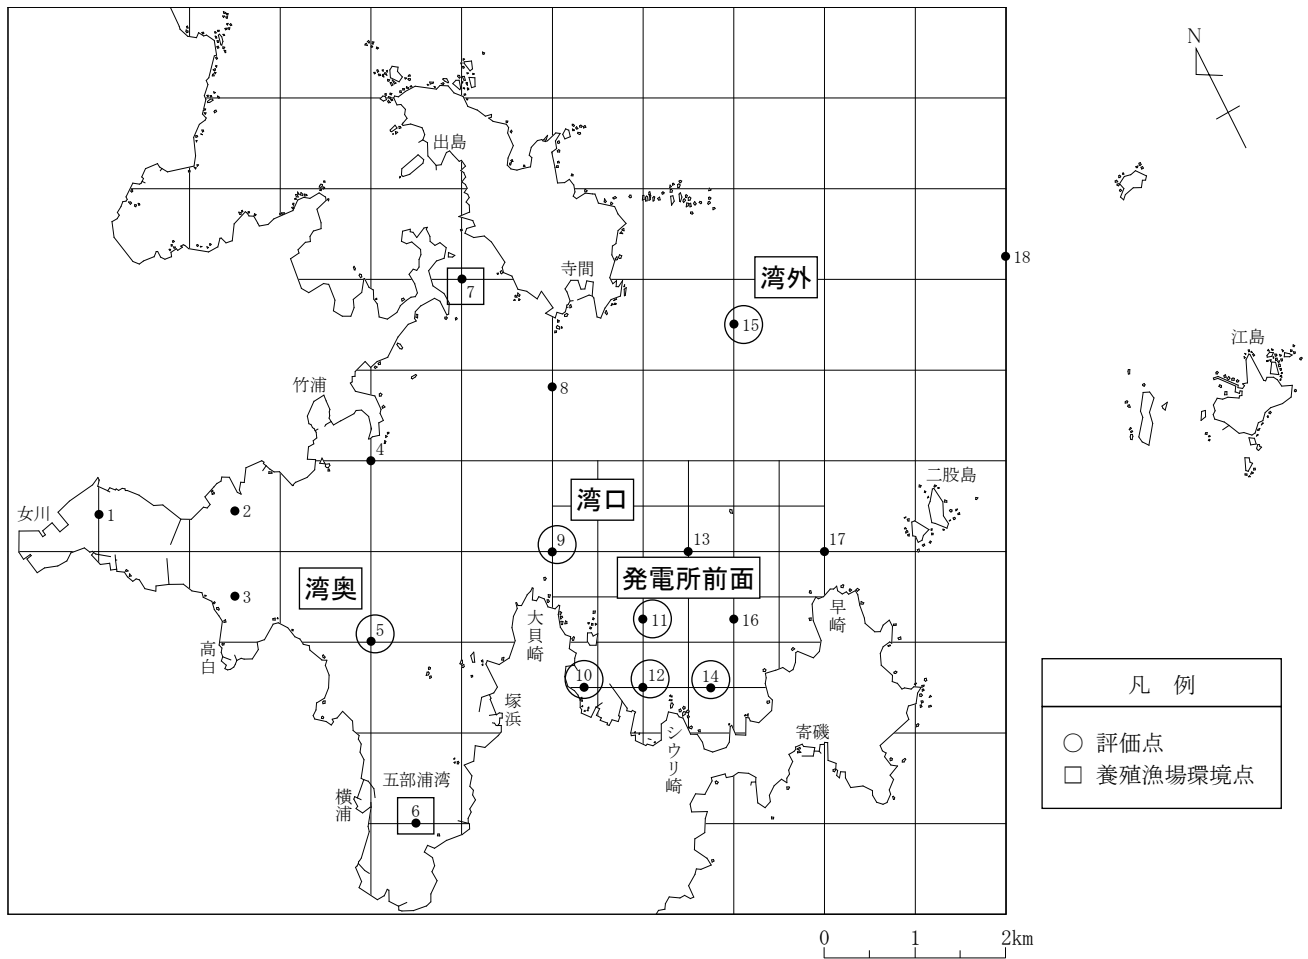 N
出島
18
寺間
湾外
7
15
江島
竹浦
8
4
二股島
湾口
女川
1
2
9
13
17
発電所前面
湾奥
3
大貝崎
11
16
早崎
5
高白
10
12
14
凡 例
塚浜
シウリ崎
寄磯
○ 評価点
□ 養殖漁場環境点
五部浦湾
横浦
6
0 1 2km